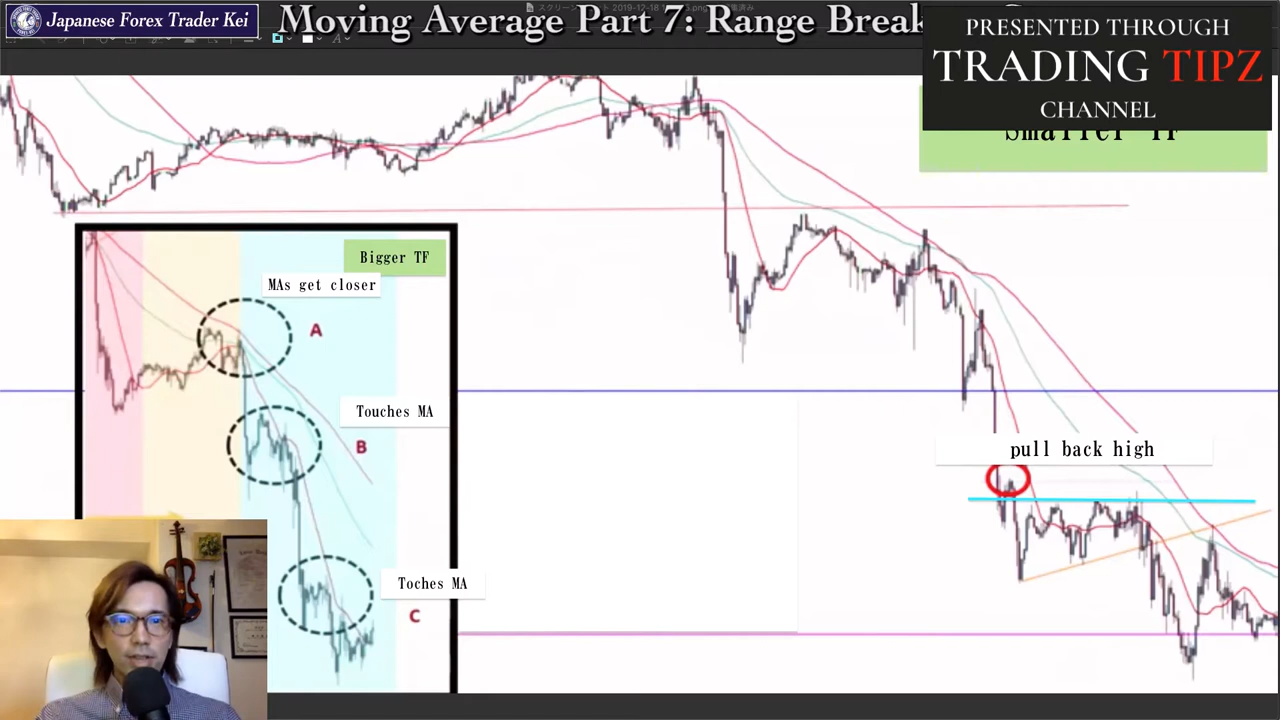 Japanese Forex Trader Kei
Moving Average Part 7: Range Break
PRESENTED THROUGH
TRADING TIPZ
CHANNEL
Smaller TF
Bigger TF
MAs get closer
A
Touches MA
B
pull back high
Toches MA
C